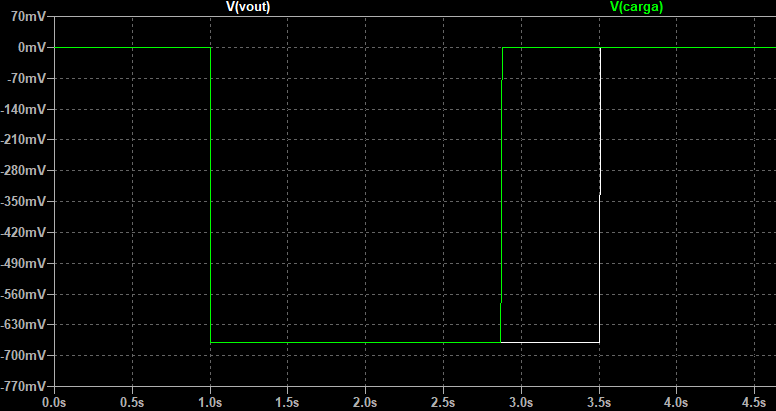 V(vout) V(carga)
70mV
0mV
-70mV
-140mV
-210mV
-280mV
-350mV
-420mV
-490mV
-560mV
-630mV
-700mV
-770mV
0.0s 0.5s 1.0s 1.5s 2.0s 2.5s 3.0s 3.5s 4.0s 4.5s